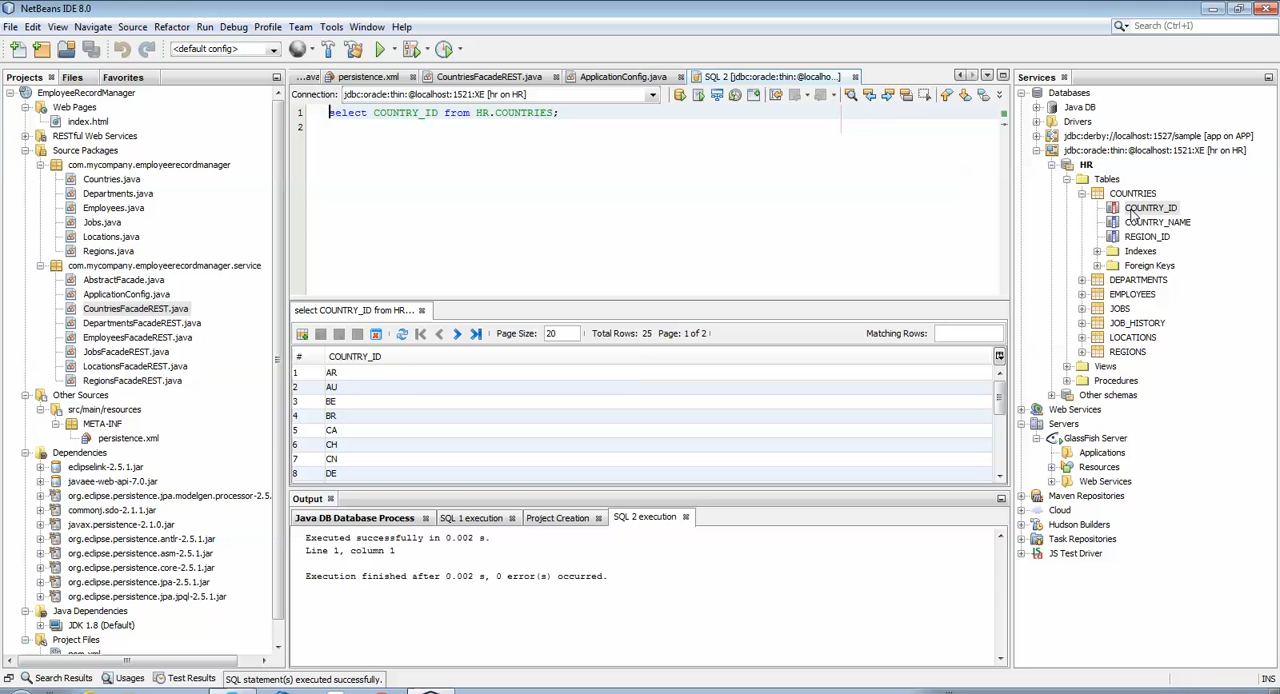 NetBeans IDE 8.0
File Edit View Navigate Source Refactor Run Debug Profile Team Tools Window Help
Search (Ctrl+I)
<default config>
Projects Files Favorites
EmployeeRecordManager
Web Pages
index.html
RESTful Web Services
Source Packages
com.mycompany.employeerecordmanager
Countries.java
Departments.java
Employees.java
Jobs.java
Locations.java
Regions.java
com.mycompany.employeerecordmanager.service
AbstractFacade.java
ApplicationConfig.java
CountriesFacadeREST.java
DepartmentsFacadeREST.java
EmployeesFacadeREST.java
JobsFacadeREST.java
LocationsFacadeREST.java
RegionsFacadeREST.java
Other Sources
src/main/resources
META-INF
persistence.xml
Dependencies
eclipselink-2.5.1.jar
javaee-web-api-7.0.jar
org.eclipse.persistence.jpa.modelgen.processor-2.5.
commonj.sdo-2.1.1.jar
javax.persistence-2.1.0.jar
org.eclipse.persistence.antlr-2.5.1.jar
org.eclipse.persistence.asm-2.5.1.jar
org.eclipse.persistence.core-2.5.1.jar
org.eclipse.persistence.jpa-2.5.1.jar
org.eclipse.persistence.jpa.jpql-2.5.1.jar
Java Dependencies
JDK 1.8 (Default)
Project Files
...ava persistence.xml CountriesFacadeREST.java ApplicationConfig.java SQL 2 [jdbc:oracle:thin:@localho...]
Connection: jdbc:oracle:thin:@localhost:1521:XE [hr on HR]
1 select COUNTRY_ID from HR.COUNTRIES;
2
select COUNTRY_ID from HR...
Page Size: 20 Total Rows: 25 Page: 1 of 2 Matching Rows:
# COUNTRY_ID
1 AR
2 AU
3 BE
4 BR
5 CA
6 CH
7 CN
8 DE
Output
Java DB Database Process SQL 1 execution Project Creation SQL 2 execution
Executed successfully in 0.002 s.
Line 1, column 1
Execution finished after 0.002 s, 0 error(s) occurred.
Services
Databases
Java DB
Drivers
jdbc:derby://localhost:1527/sample [app on APP]
jdbc:oracle:thin:@localhost:1521:XE [hr on HR]
HR
Tables
COUNTRIES
COUNTRY_ID
COUNTRY_NAME
REGION_ID
Indexes
Foreign Keys
DEPARTMENTS
EMPLOYEES
JOBS
JOB_HISTORY
LOCATIONS
REGIONS
Views
Procedures
Other schemas
Web Services
Servers
GlassFish Server
Applications
Resources
Web Services
Maven Repositories
Cloud
Hudson Builders
Task Repositories
JS Test Driver
Search Results Usages Test Results SQL statement(s) executed successfully. INS